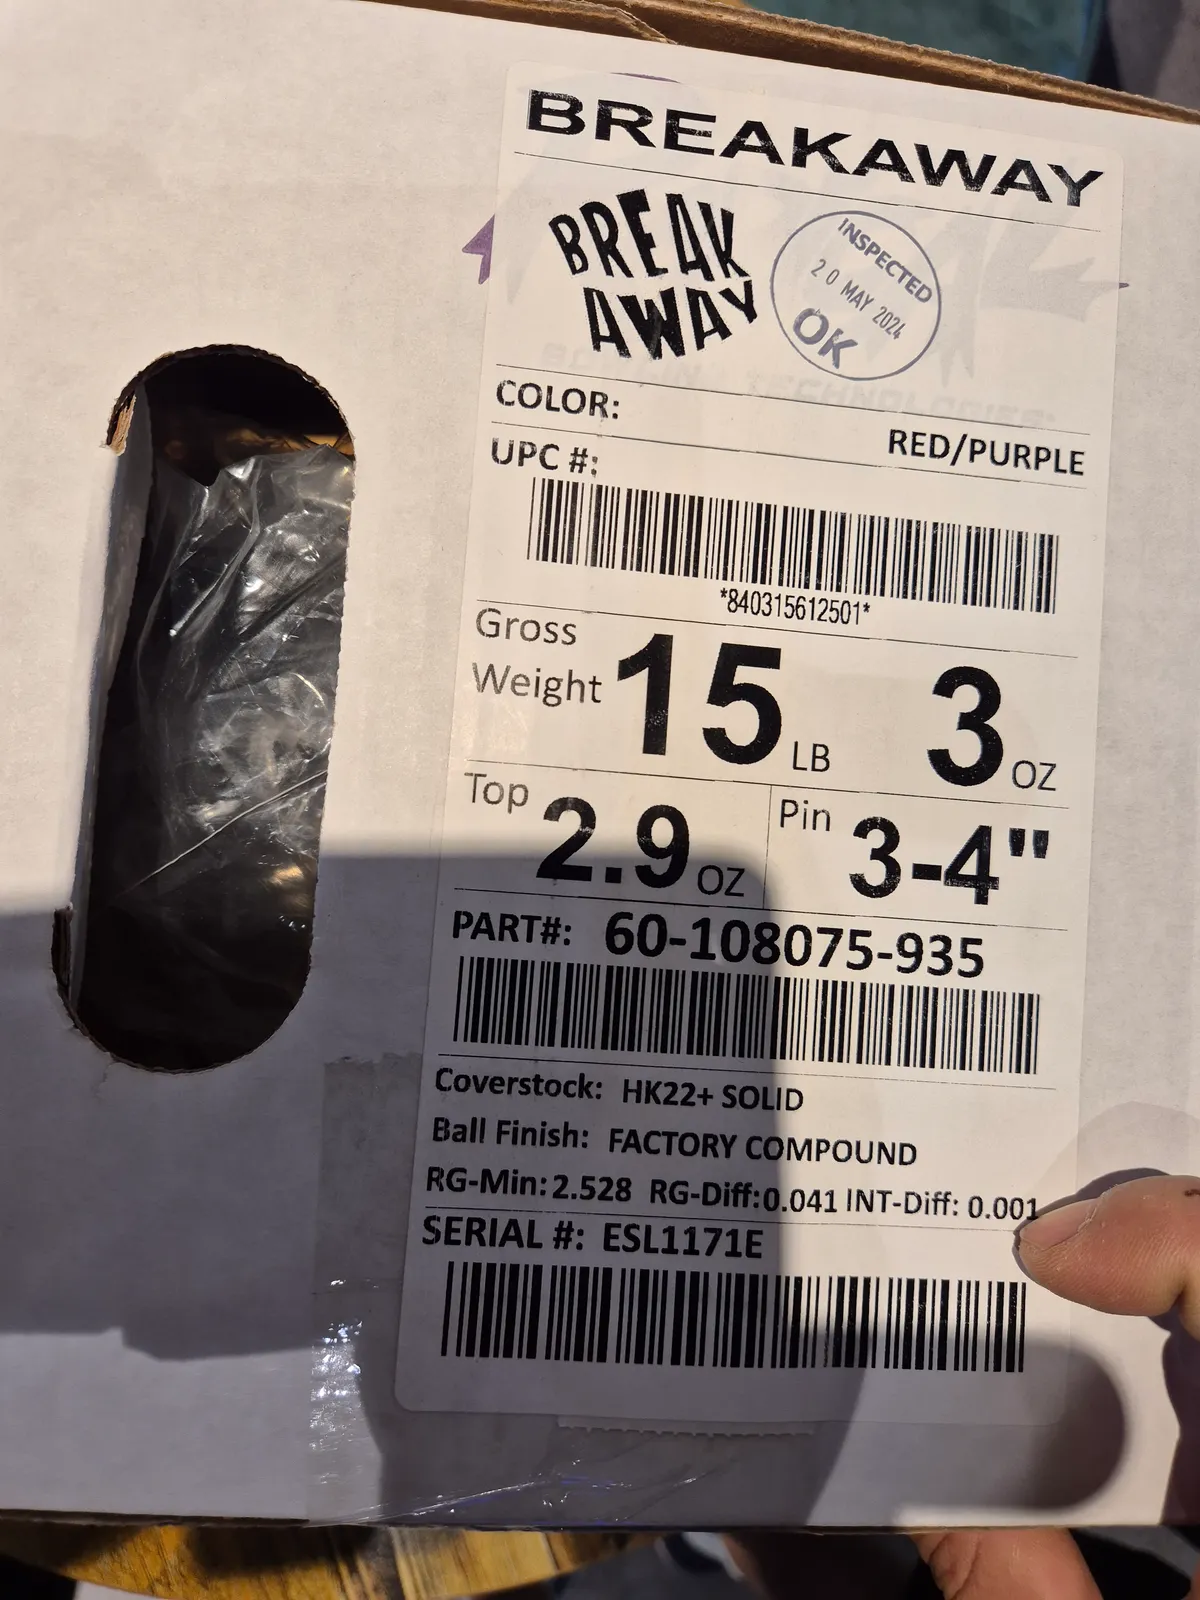 BREAKAWAY
BREAK
AWAY
INSPECTED
20 MAY 2024
OK
TECHNOLOGIES
COLOR:
RED/PURPLE
UPC #:
*840315612501*
Gross
Weight 15 LB 3 OZ
Top 2.9 OZ Pin 3-4"
PART#: 60-108075-935
Coverstock: HK22+ SOLID
Ball Finish: FACTORY COMPOUND
RG-Min: 2.528 RG-Diff: 0.041 INT-Diff: 0.001
SERIAL #: ESL1171E